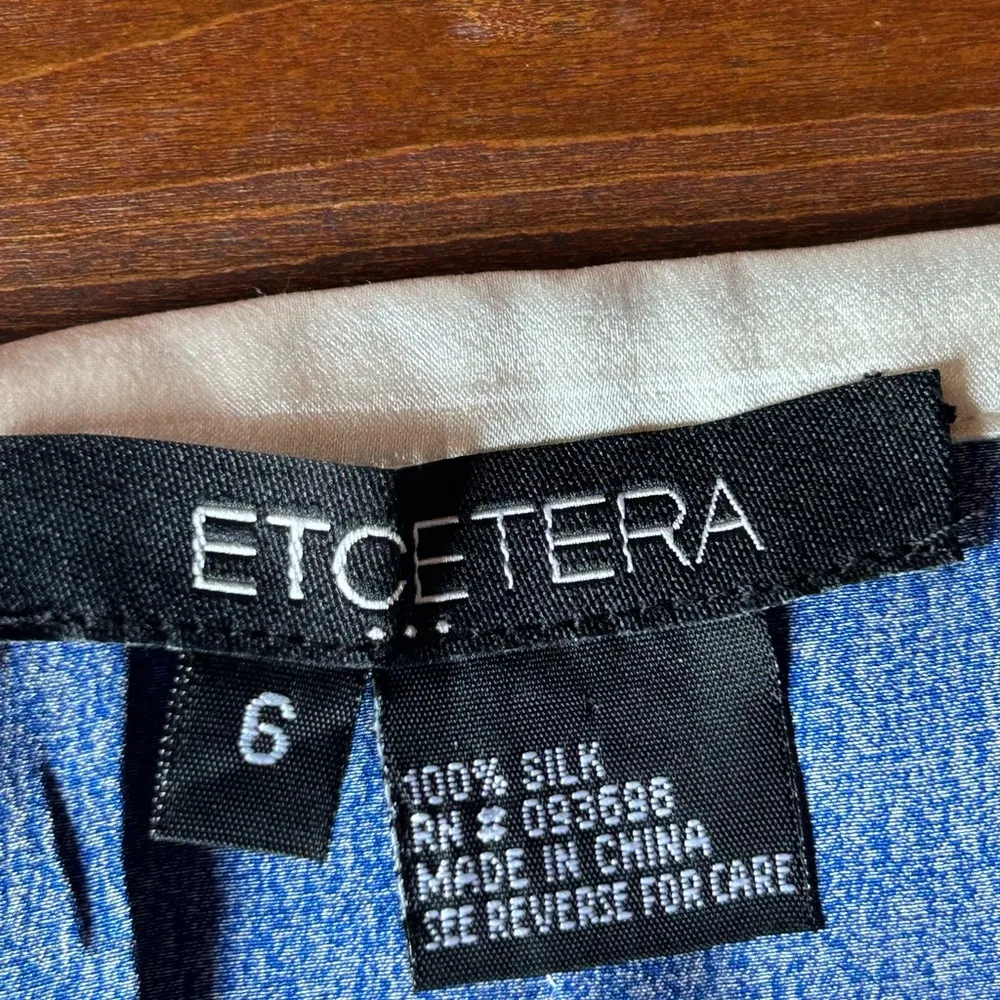 ETCETERA
...
6
100% SILK
RN # 093698
MADE IN CHINA
SEE REVERSE FOR CARE